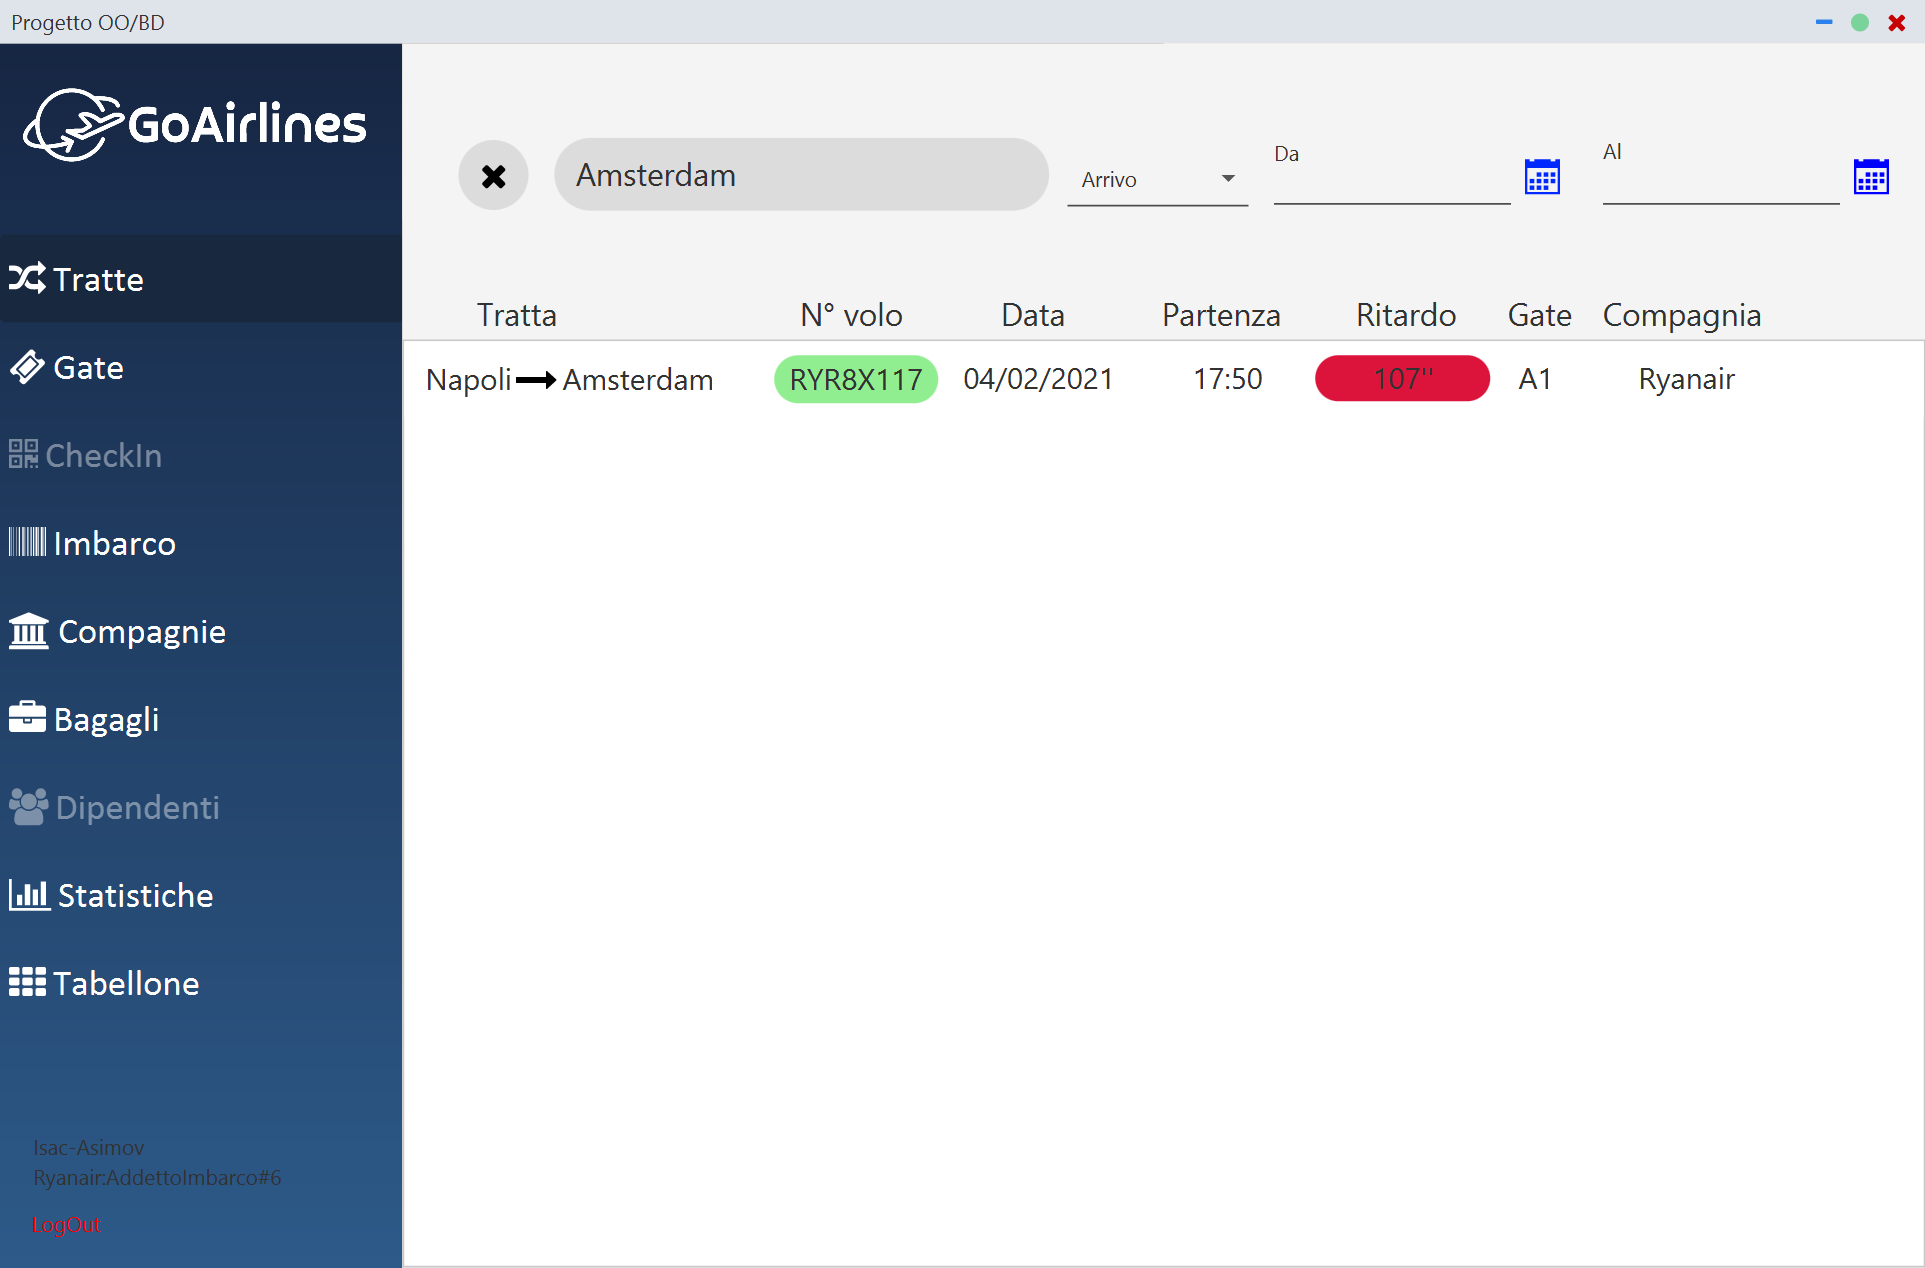 Progetto OO/BD
GoAirlines
Tratte
Gate
CheckIn
Imbarco
Compagnie
Bagagli
Dipendenti
Statistiche
Tabellone
Isac-Asimov
Ryanair:AddettoImbarco#6
LogOut
Amsterdam
Arrivo
Da
Al
Tratta N° volo Data Partenza Ritardo Gate Compagnia
Napoli Amsterdam RYR8X117 04/02/2021 17:50 107'' A1 Ryanair